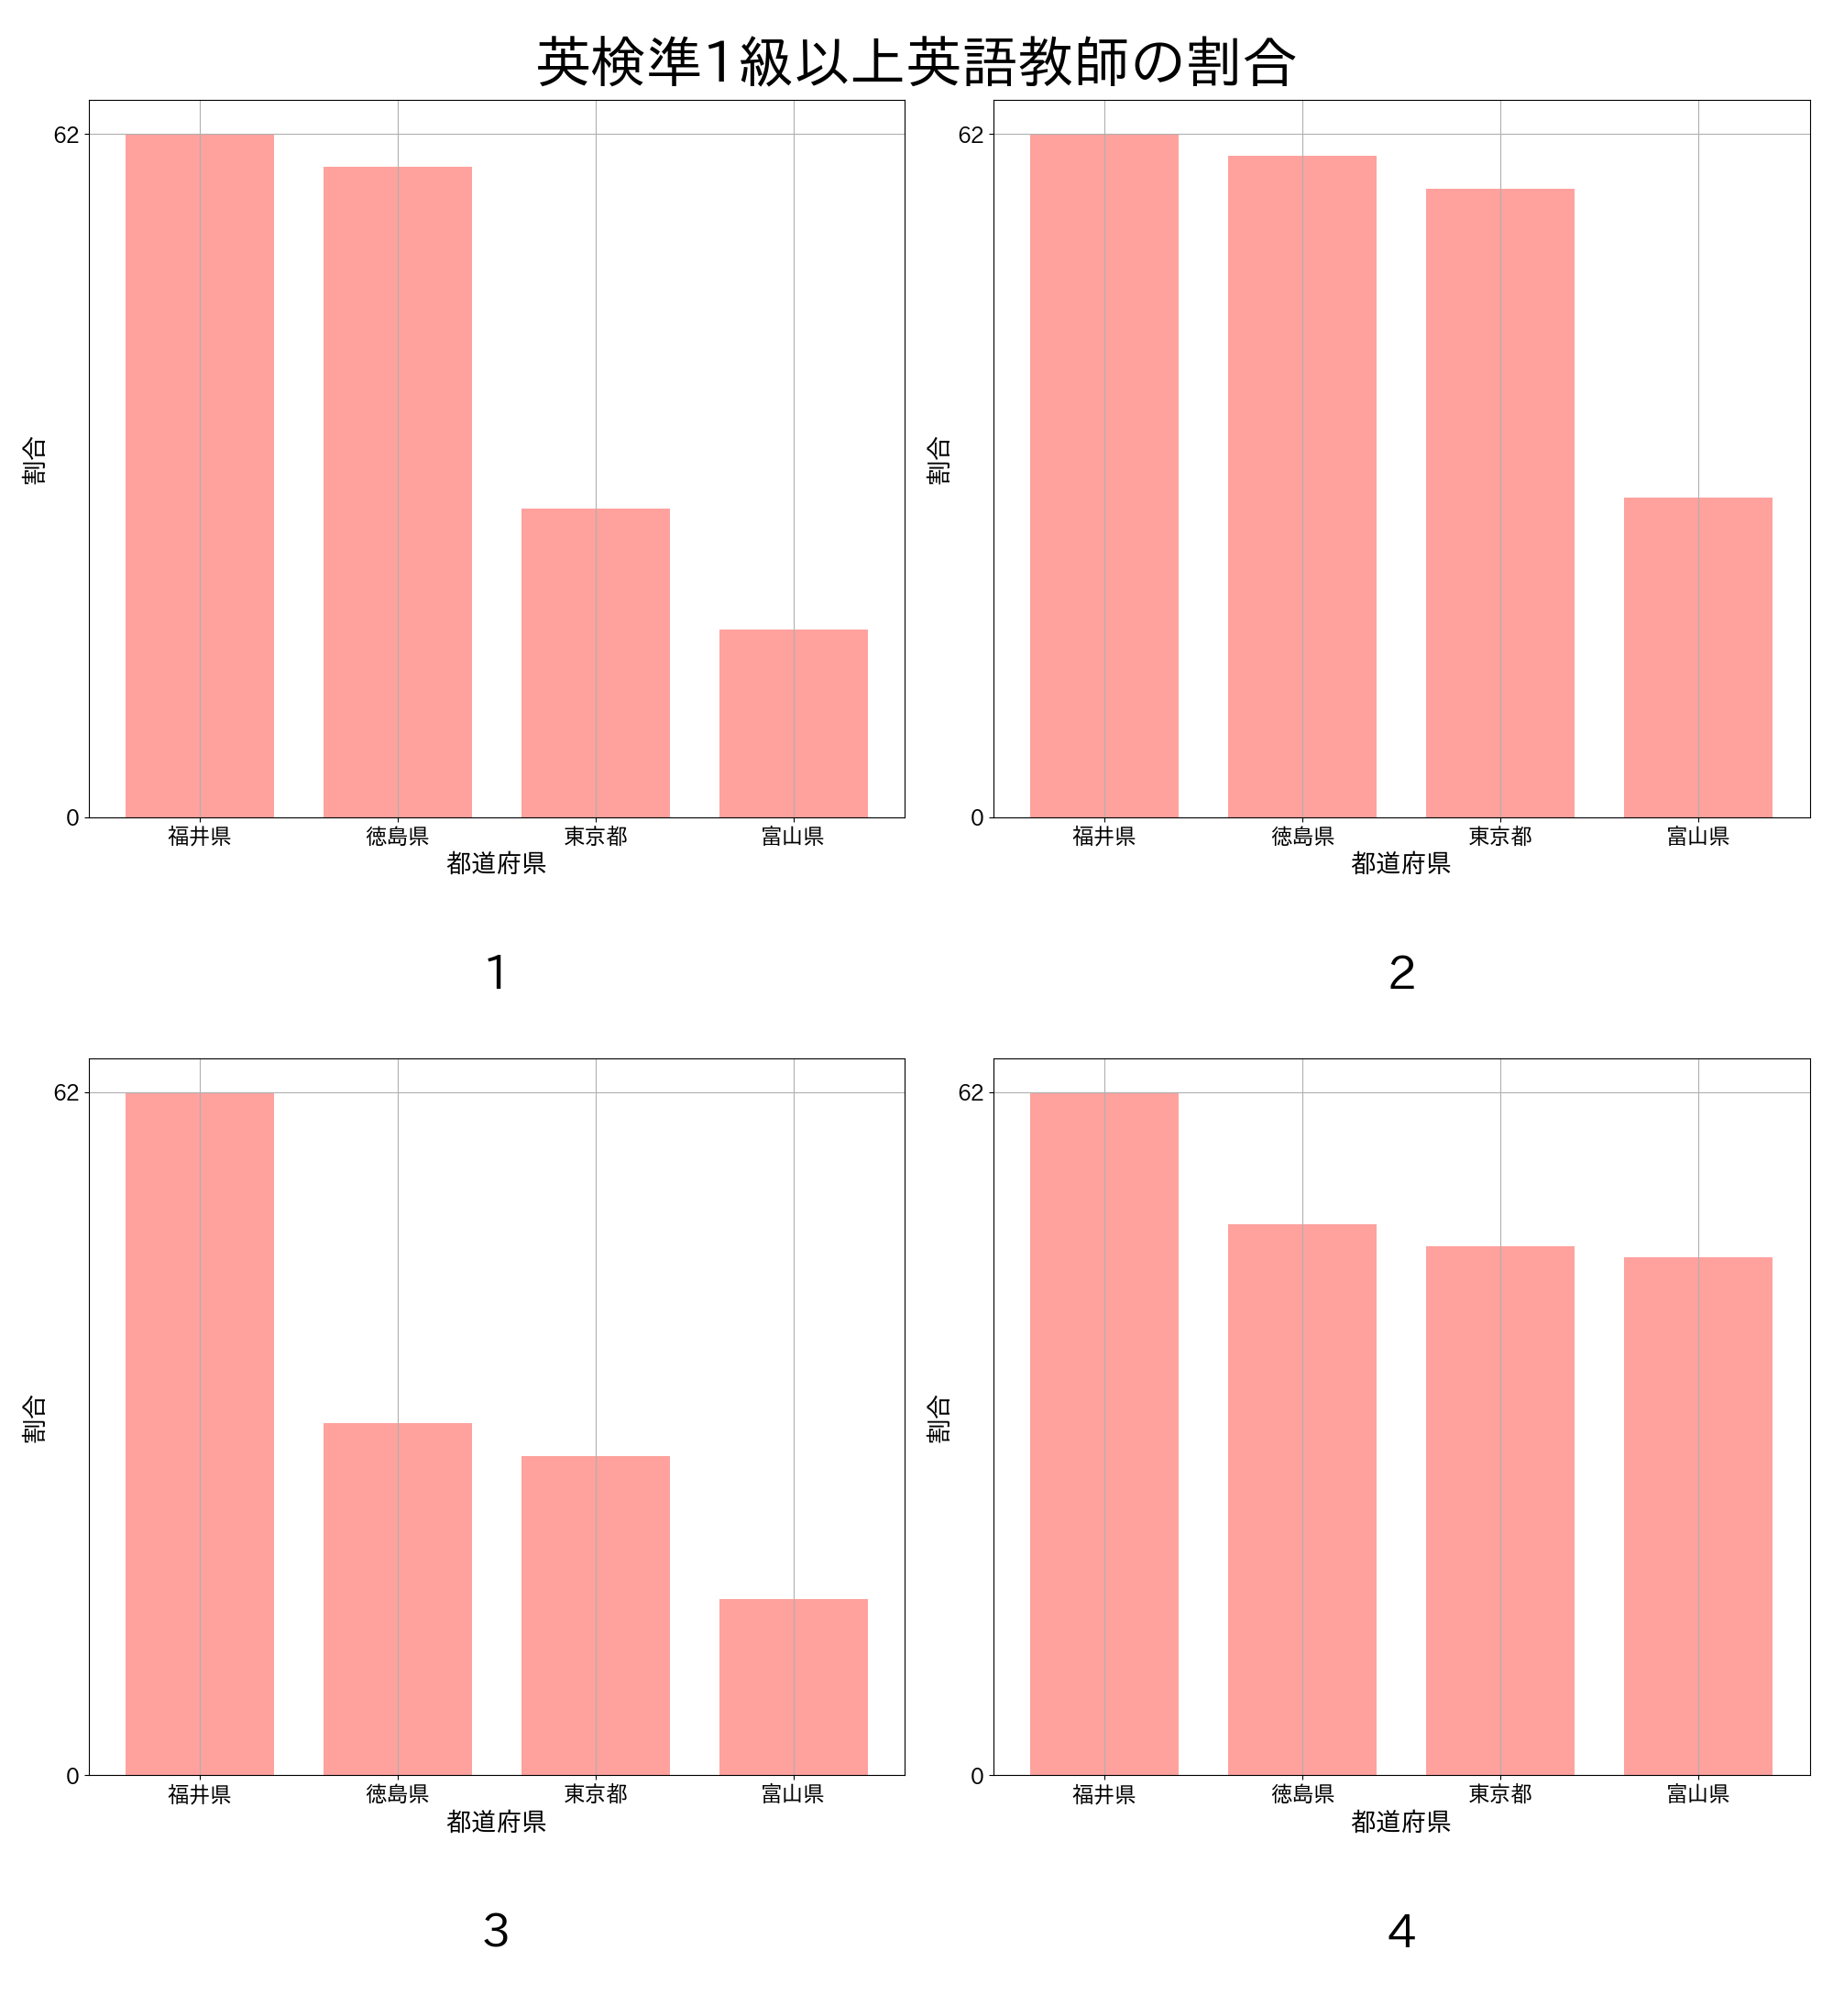 英検準1級以上英語教師の割合
62
0
割合
福井県 徳島県 東京都 富山県
都道府県
1
62
0
割合
福井県 徳島県 東京都 富山県
都道府県
2
62
0
割合
福井県 徳島県 東京都 富山県
都道府県
3
62
0
割合
福井県 徳島県 東京都 富山県
都道府県
4